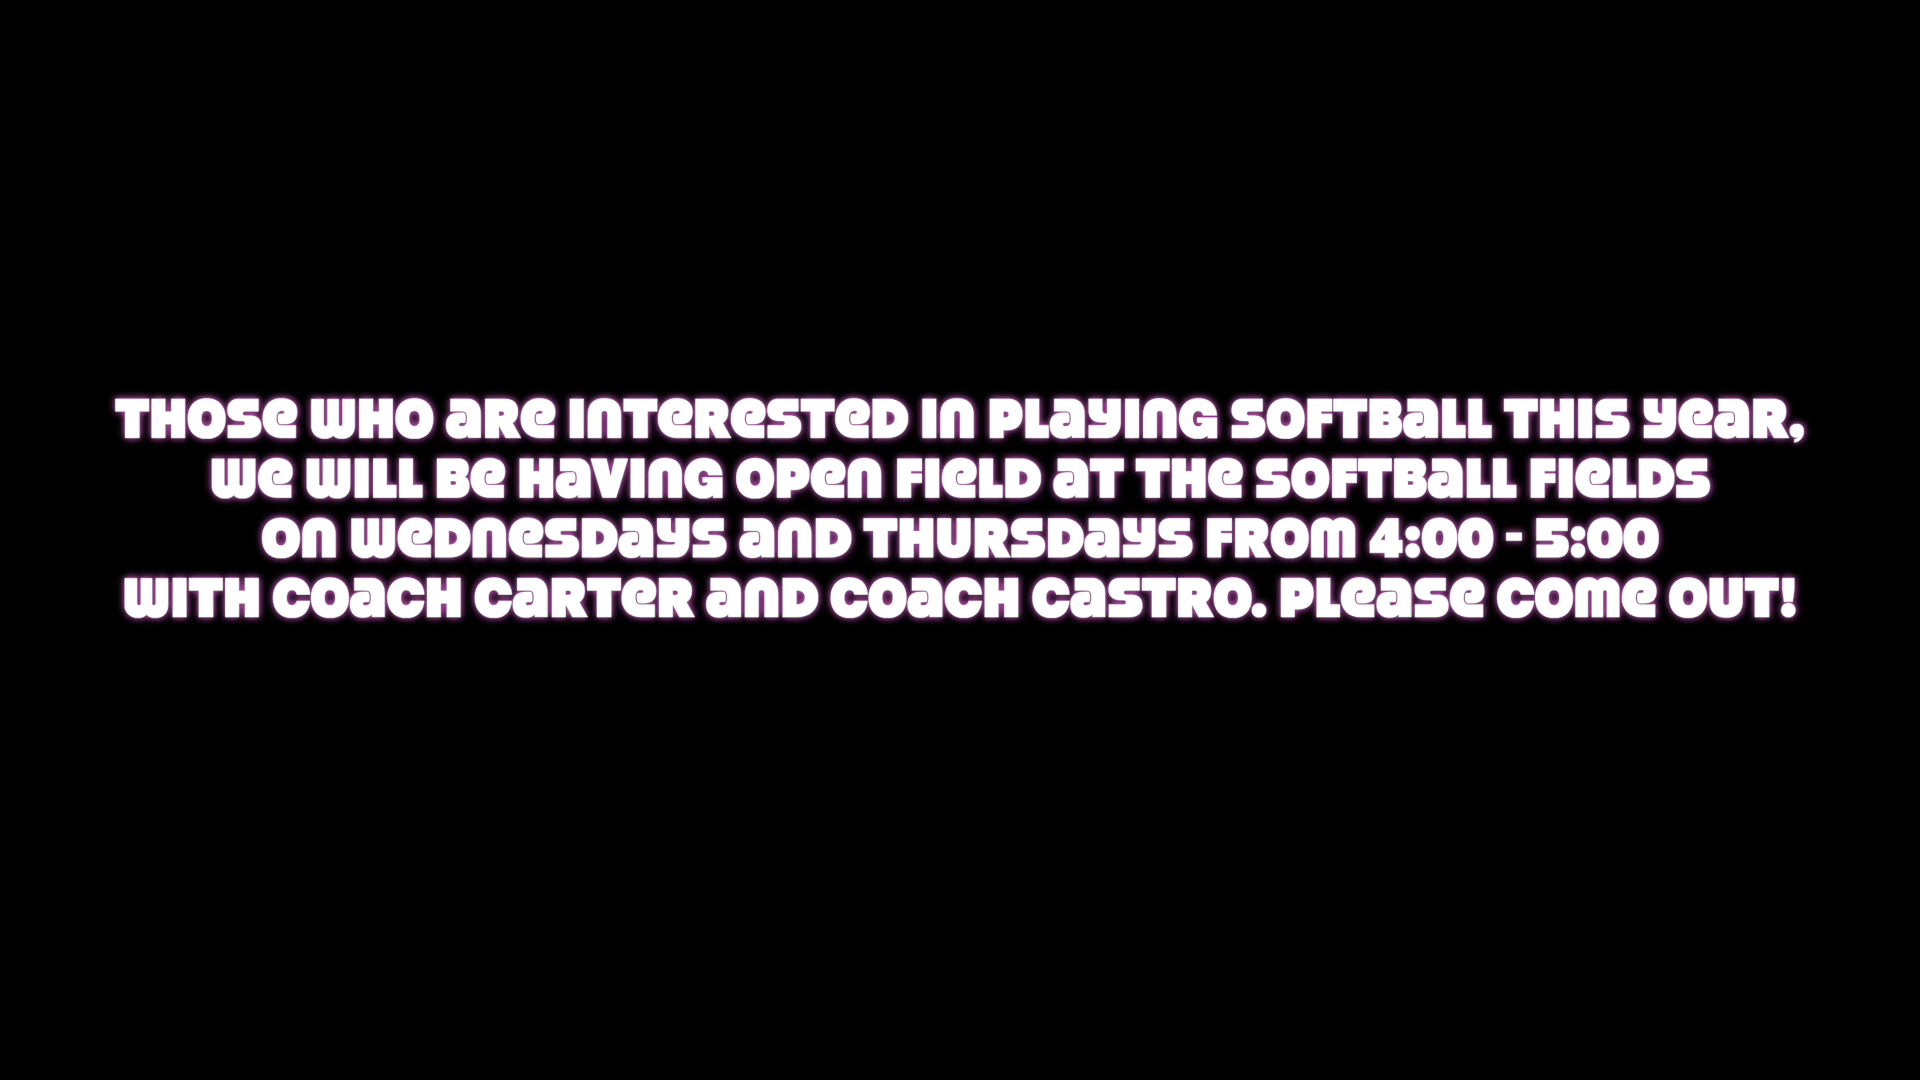 THOSE WHO ARE INTERESTED IN PLAYING SOFTBALL THIS YEAR,
WE WILL BE HAVING OPEN FIELD AT THE SOFTBALL FIELDS
ON WEDNESDAYS AND THURSDAYS FROM 4:00 - 5:00
WITH COACH CARTER AND COACH CASTRO. PLEASE COME OUT!